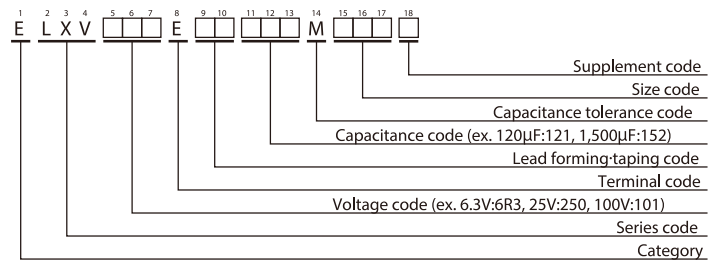 1 2 3 4 5 6 7 8 9 10 11 12 13 14 15 16 17 18
E L X V □□□ E □□ □□□ M □□□ □
Supplement code
Size code
Capacitance tolerance code
Capacitance code (ex. 120μF:121, 1,500μF:152)
Lead forming·taping code
Terminal code
Voltage code (ex. 6.3V:6R3, 25V:250, 100V:101)
Series code
Category